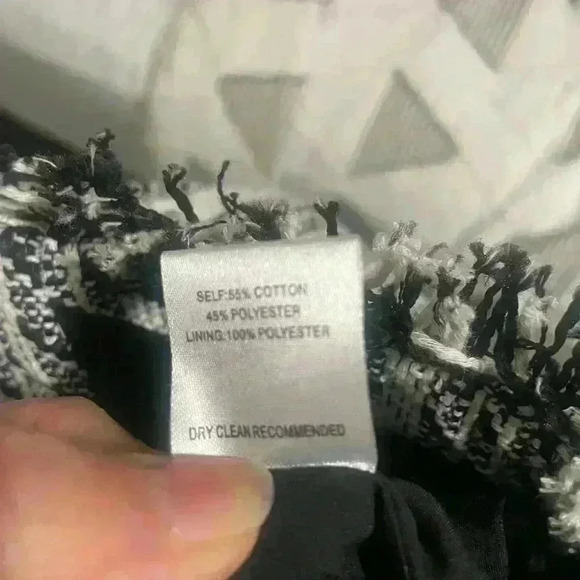 SELF:55% COTTON
45% POLYESTER
LINING:100% POLYESTER
DRY CLEAN RECOMMENDED